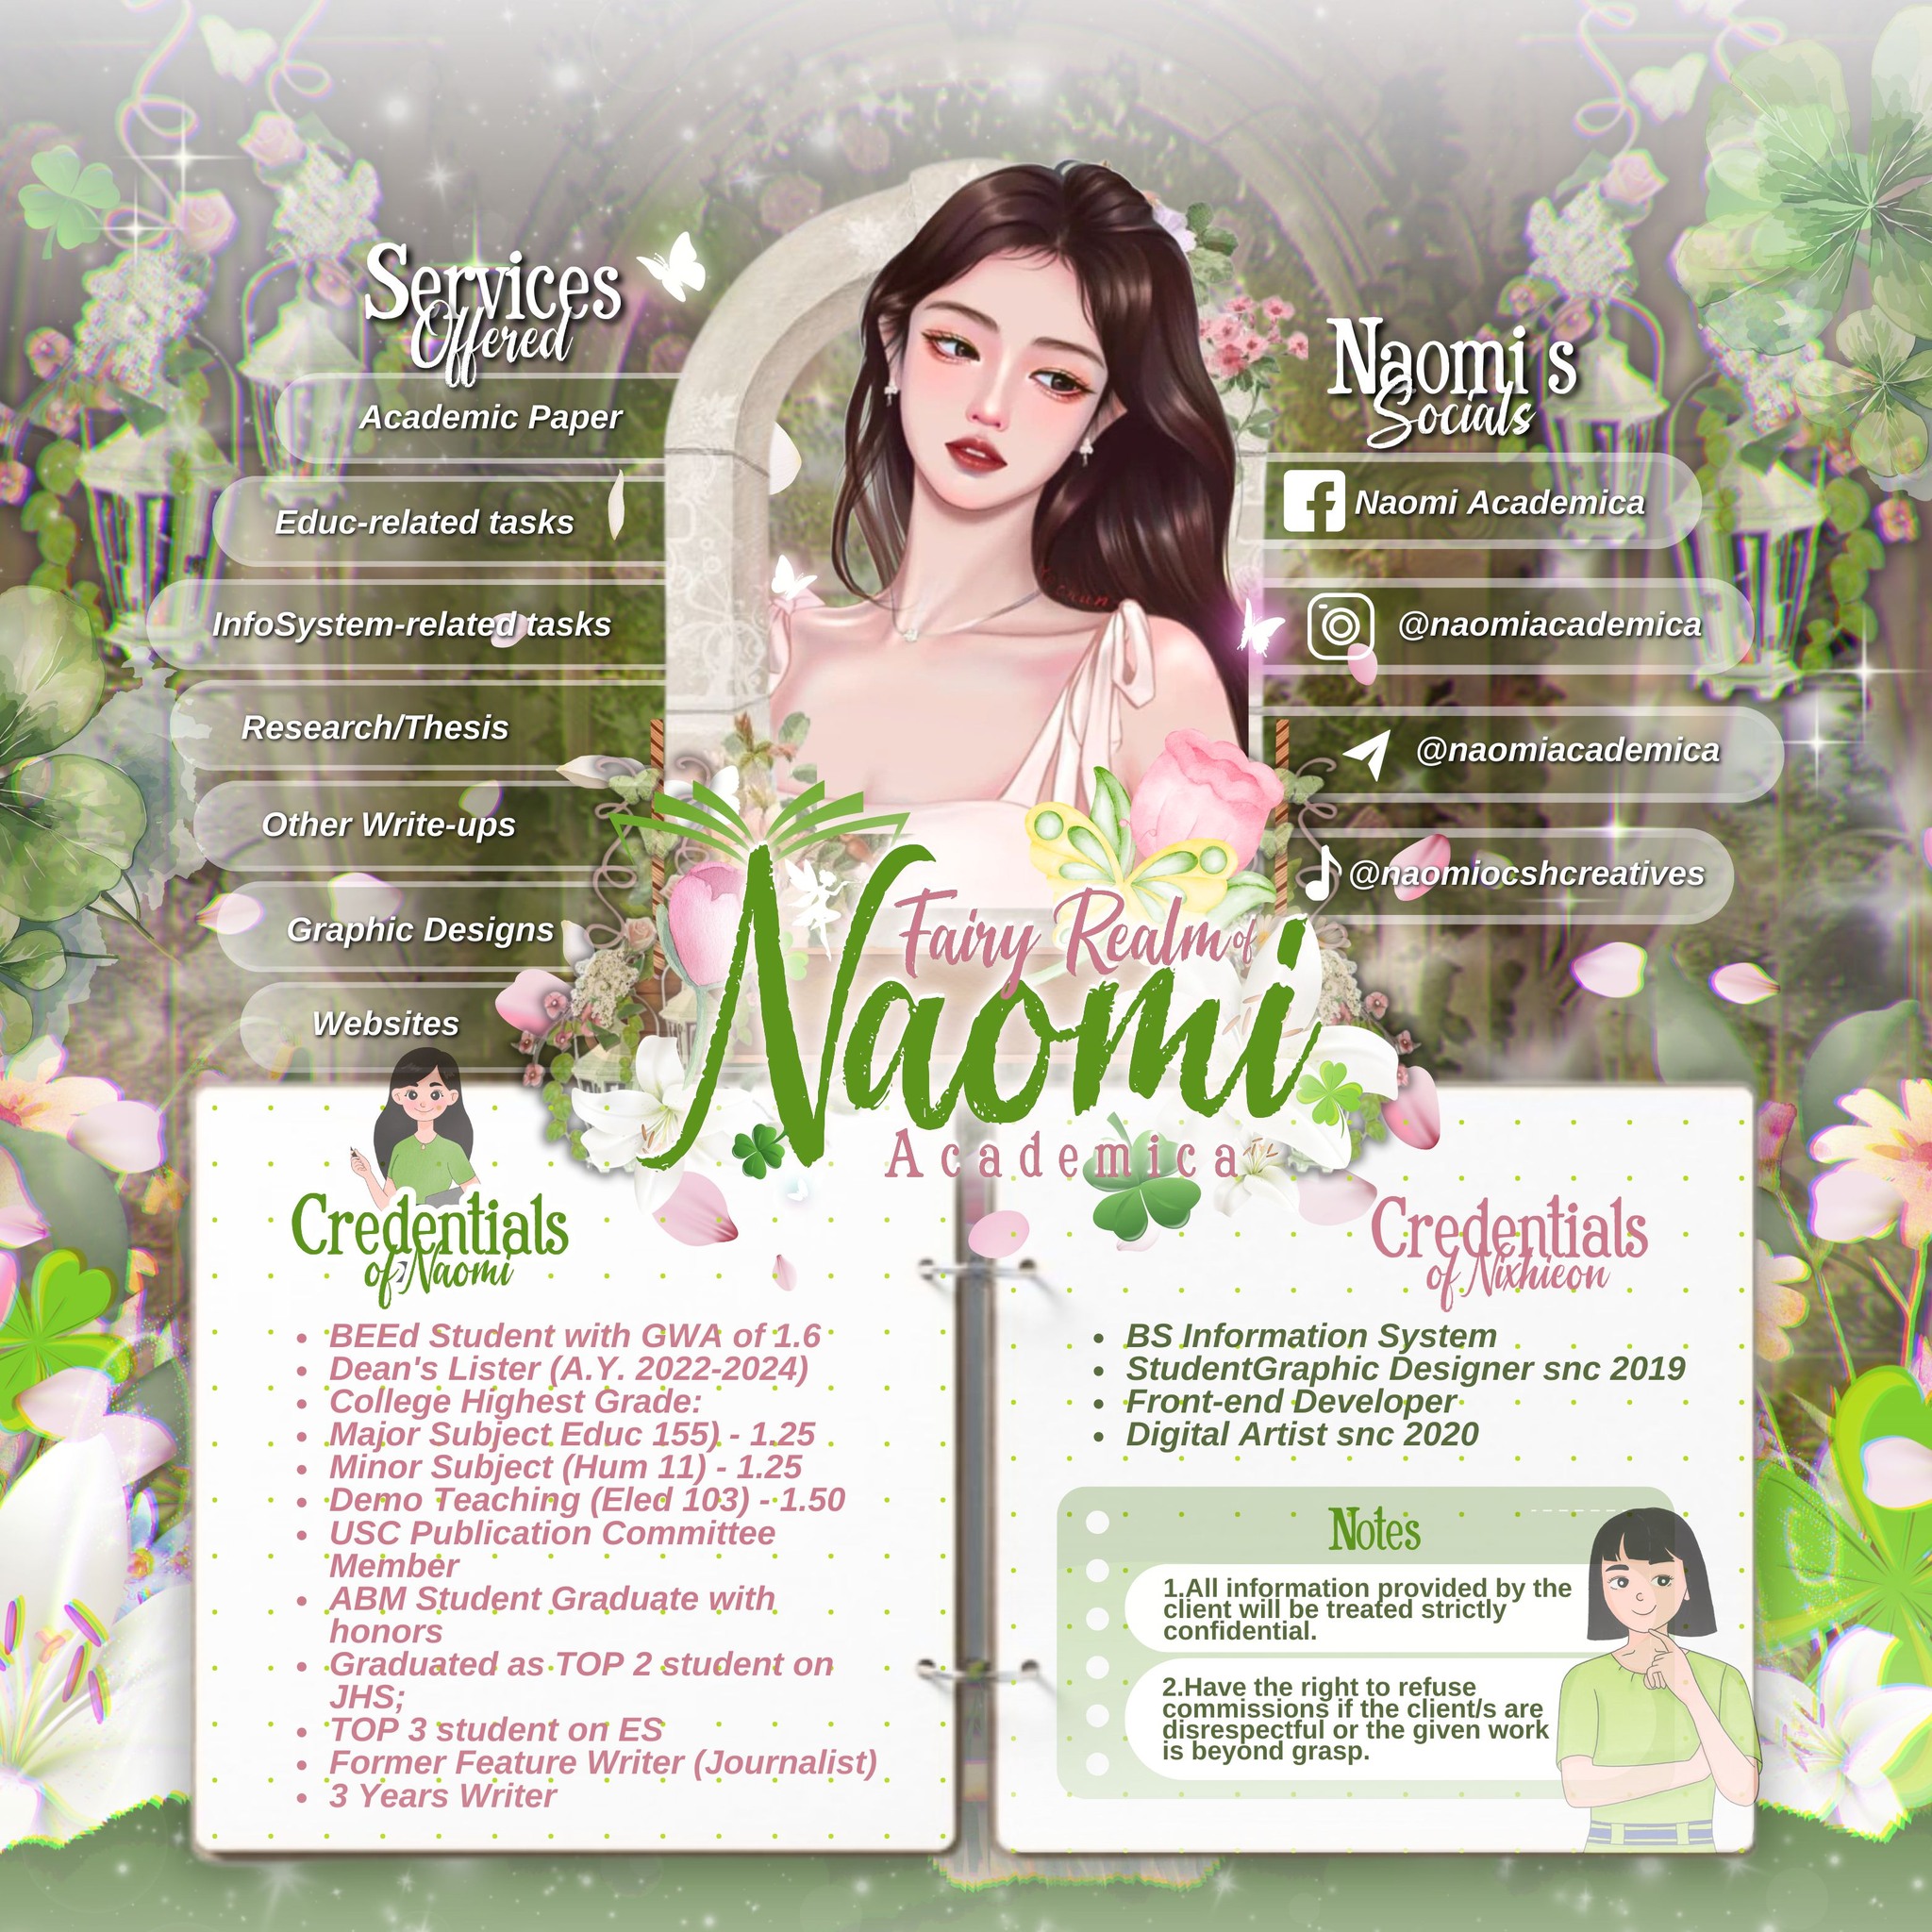 Services
Offered
Academic Paper
Educ-related tasks
InfoSystem-related tasks
Research/Thesis
Other Write-ups
Graphic Designs
Websites
Naomi s
Socials
Naomi Academica
@naomiacademica
@naomiacademica
@naomiocshcreatives
Fairy Realm of
Naomi
Academica
Credentials
of Naomi
• BEEd Student with GWA of 1.6
• Dean's Lister (A.Y. 2022-2024)
• College Highest Grade:
• Major Subject Educ 155) - 1.25
• Minor Subject (Hum 11) - 1.25
• Demo Teaching (Eled 103) - 1.50
• USC Publication Committee
Member
• ABM Student Graduate with
honors
• Graduated as TOP 2 student on
JHS;
• TOP 3 student on ES
• Former Feature Writer (Journalist)
• 3 Years Writer
Credentials
of Nixhieon
• BS Information System
• StudentGraphic Designer snc 2019
• Front-end Developer
• Digital Artist snc 2020
Notes
1.All information provided by the
client will be treated strictly
confidential.
2.Have the right to refuse
commissions if the client/s are
disrespectful or the given work
is beyond grasp.